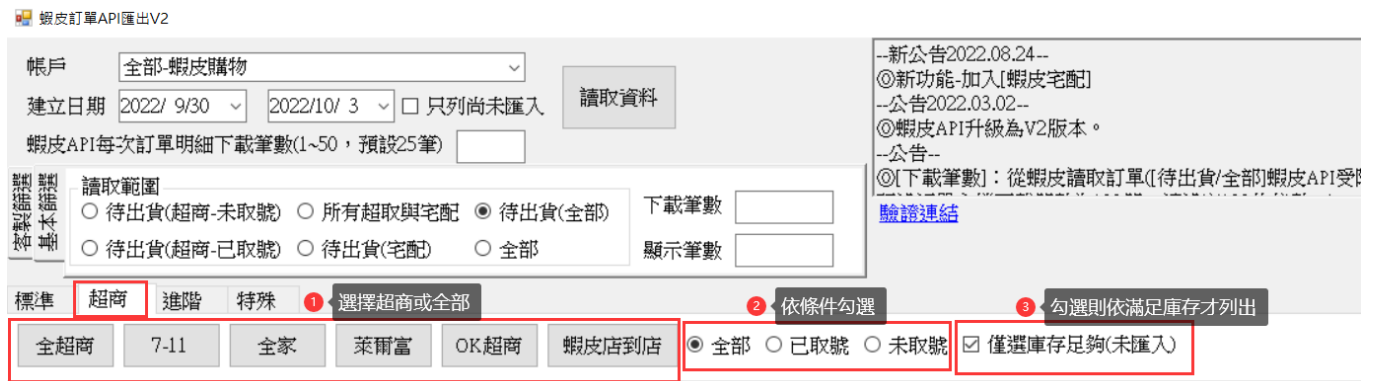 蝦皮訂單API匯出V2
帳戶
全部-蝦皮購物
建立日期
2022/ 9/30
2022/10/ 3
只列尚未匯入
讀取資料
蝦皮API每次訂單明細下載筆數(1~50，預設25筆)
--新公告2022.08.24--
◎新功能-加入[蝦皮宅配]
--公告2022.03.02--
◎蝦皮API升級為V2版本。
--公告--
◎[下載筆數]：從蝦皮讀取訂單([待出貨/全部]蝦皮API受
驗證連結
客製篩選
基本篩選
讀取範圍
待出貨(超商-未取號)
所有超取與宅配
待出貨(全部)
待出貨(超商-已取號)
待出貨(宅配)
全部
下載筆數
顯示筆數
標準
超商
進階
特殊
1 選擇超商或全部
2 依條件勾選
3 勾選則依滿足庫存才列出
全超商
7-11
全家
萊爾富
OK超商
蝦皮店到店
全部
已取號
未取號
僅選庫存足夠(未匯入)